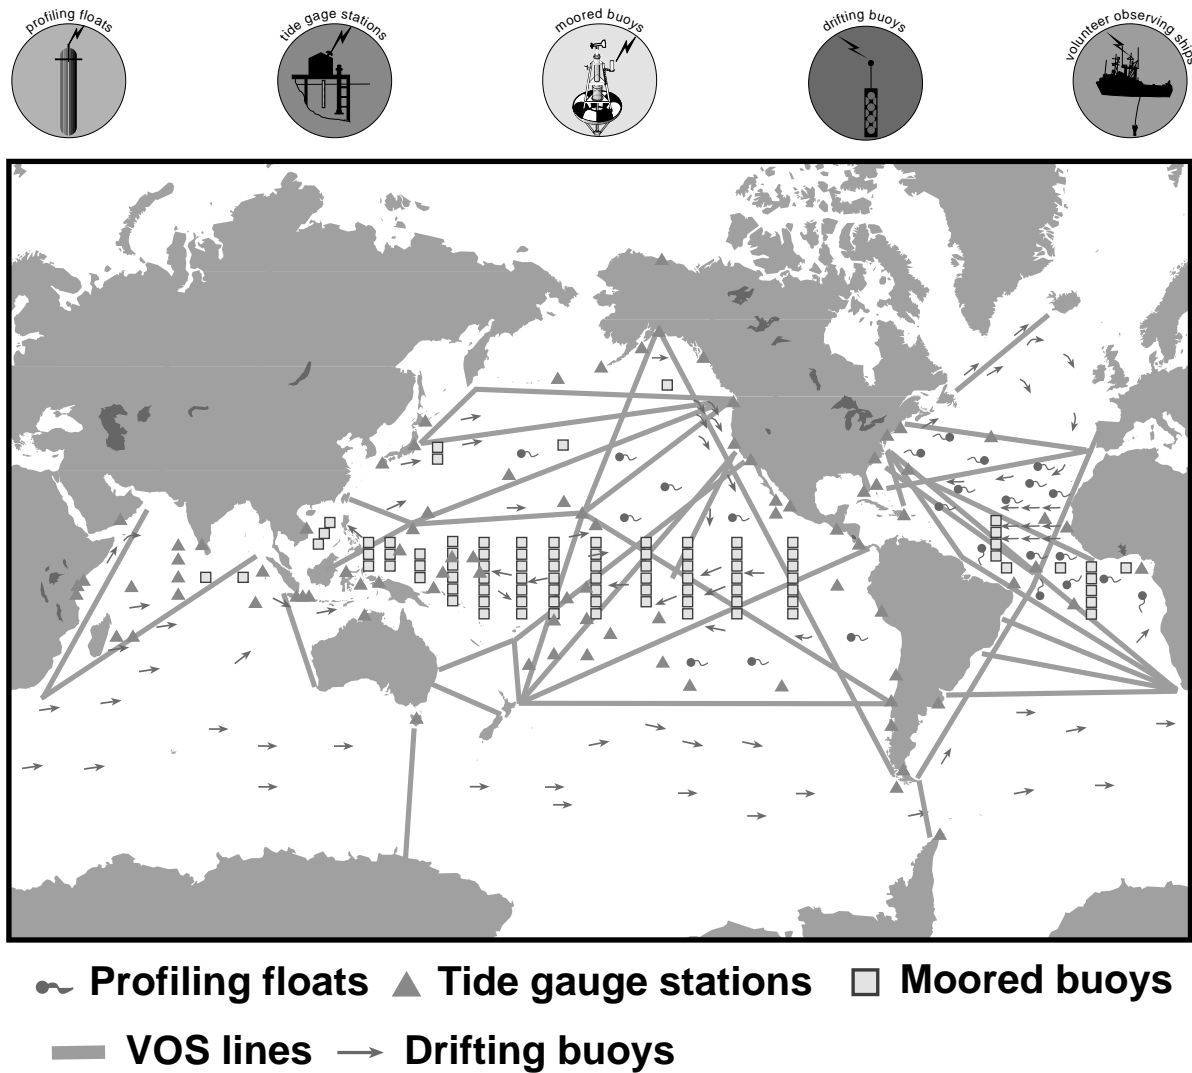 profiling floats
tide gage stations
moored buoys
drifting buoys
volunteer observing ships
Profiling floats
Tide gauge stations
Moored buoys
VOS lines
Drifting buoys